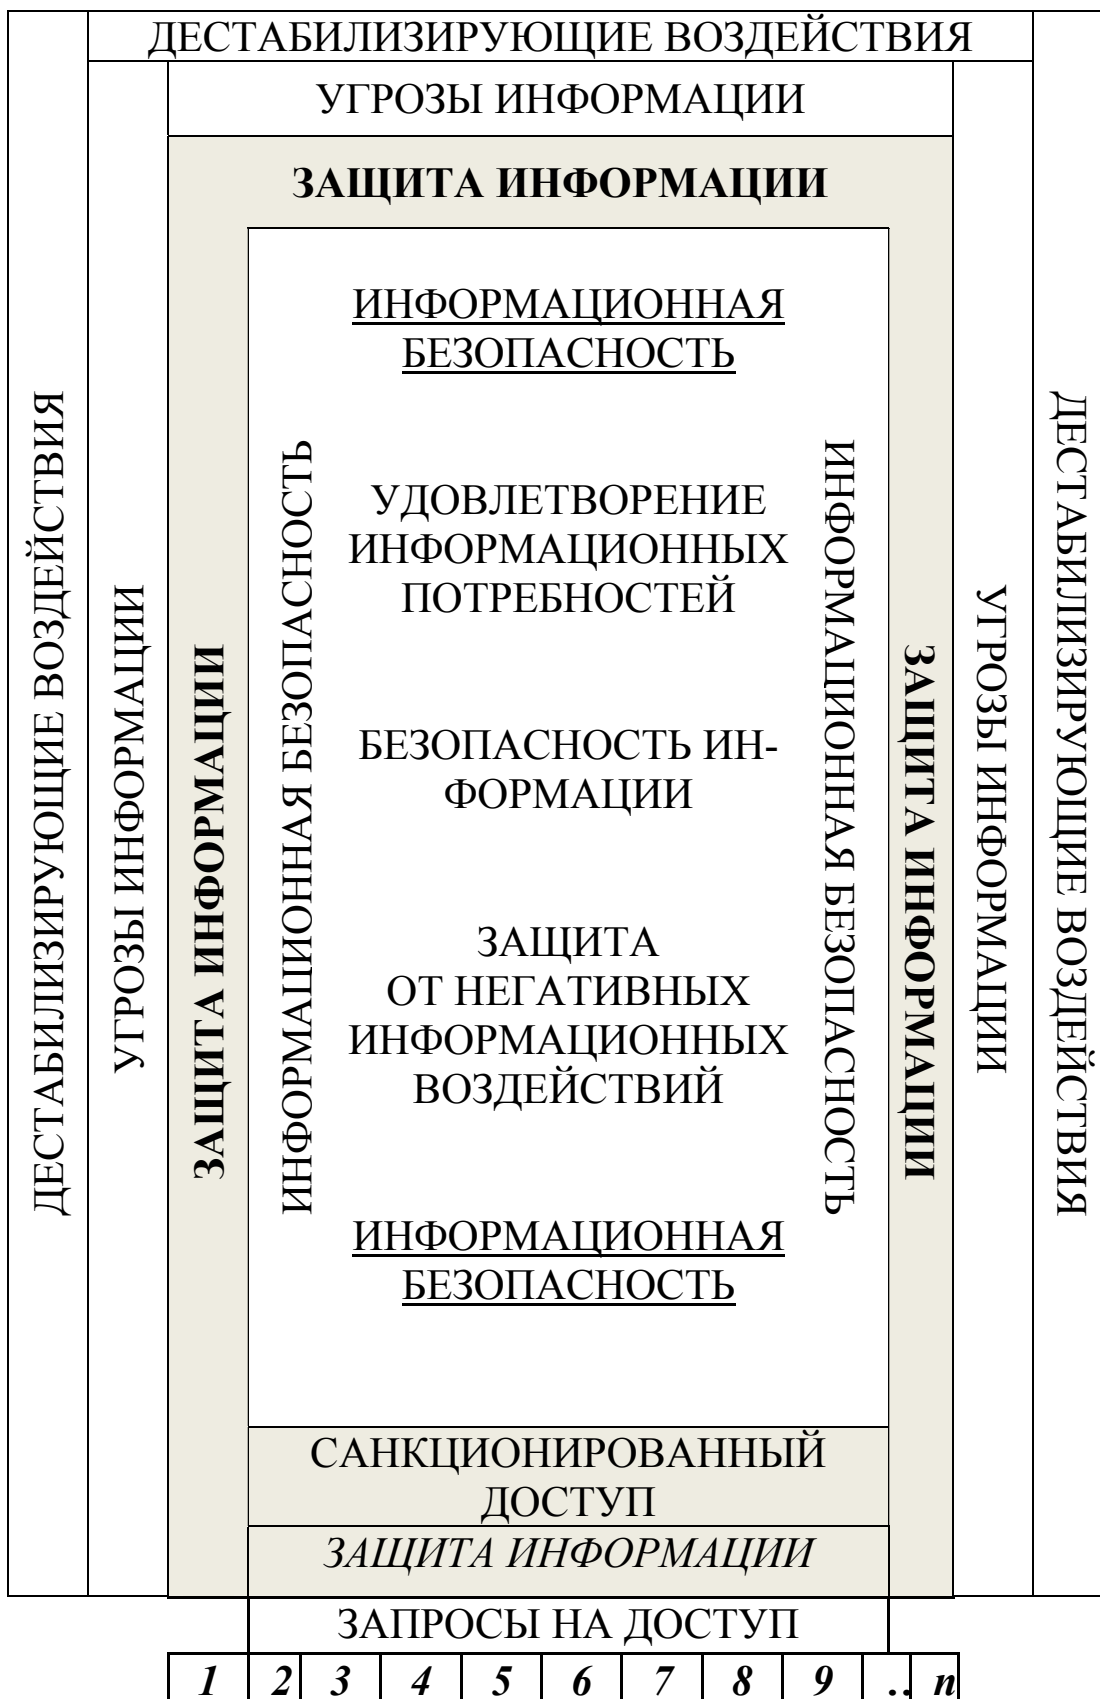 ДЕСТАБИЛИЗИРУЮЩИЕ ВОЗДЕЙСТВИЯ
УГРОЗЫ ИНФОРМАЦИИ
ЗАЩИТА ИНФОРМАЦИИ
ДЕСТАБИЛИЗИРУЮЩИЕ ВОЗДЕЙСТВИЯ
УГРОЗЫ ИНФОРМАЦИИ
ЗАЩИТА ИНФОРМАЦИИ
ИНФОРМАЦИОННАЯ БЕЗОПАСНОСТЬ
ИНФОРМАЦИОННАЯ
БЕЗОПАСНОСТЬ
УДОВЛЕТВОРЕНИЕ
ИНФОРМАЦИОННЫХ
ПОТРЕБНОСТЕЙ
БЕЗОПАСНОСТЬ ИН-
ФОРМАЦИИ
ЗАЩИТА
ОТ НЕГАТИВНЫХ
ИНФОРМАЦИОННЫХ
ВОЗДЕЙСТВИЙ
ИНФОРМАЦИОННАЯ
БЕЗОПАСНОСТЬ
ИНФОРМАЦИОННАЯ БЕЗОПАСНОСТЬ
ЗАЩИТА ИНФОРМАЦИИ
УГРОЗЫ ИНФОРМАЦИИ
ДЕСТАБИЛИЗИРУЮЩИЕ ВОЗДЕЙСТВИЯ
САНКЦИОНИРОВАННЫЙ
ДОСТУП
ЗАЩИТА ИНФОРМАЦИИ
ЗАПРОСЫ НА ДОСТУП
1 2 3 4 5 6 7 8 9 .. n